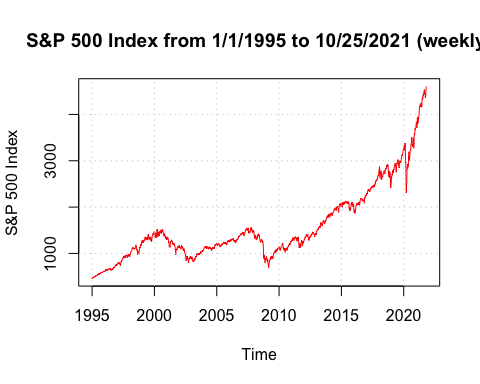 S&P 500 Index from 1/1/1995 to 10/25/2021 (weekly
S&P 500 Index
3000
1000
1995 2000 2005 2010 2015 2020
Time